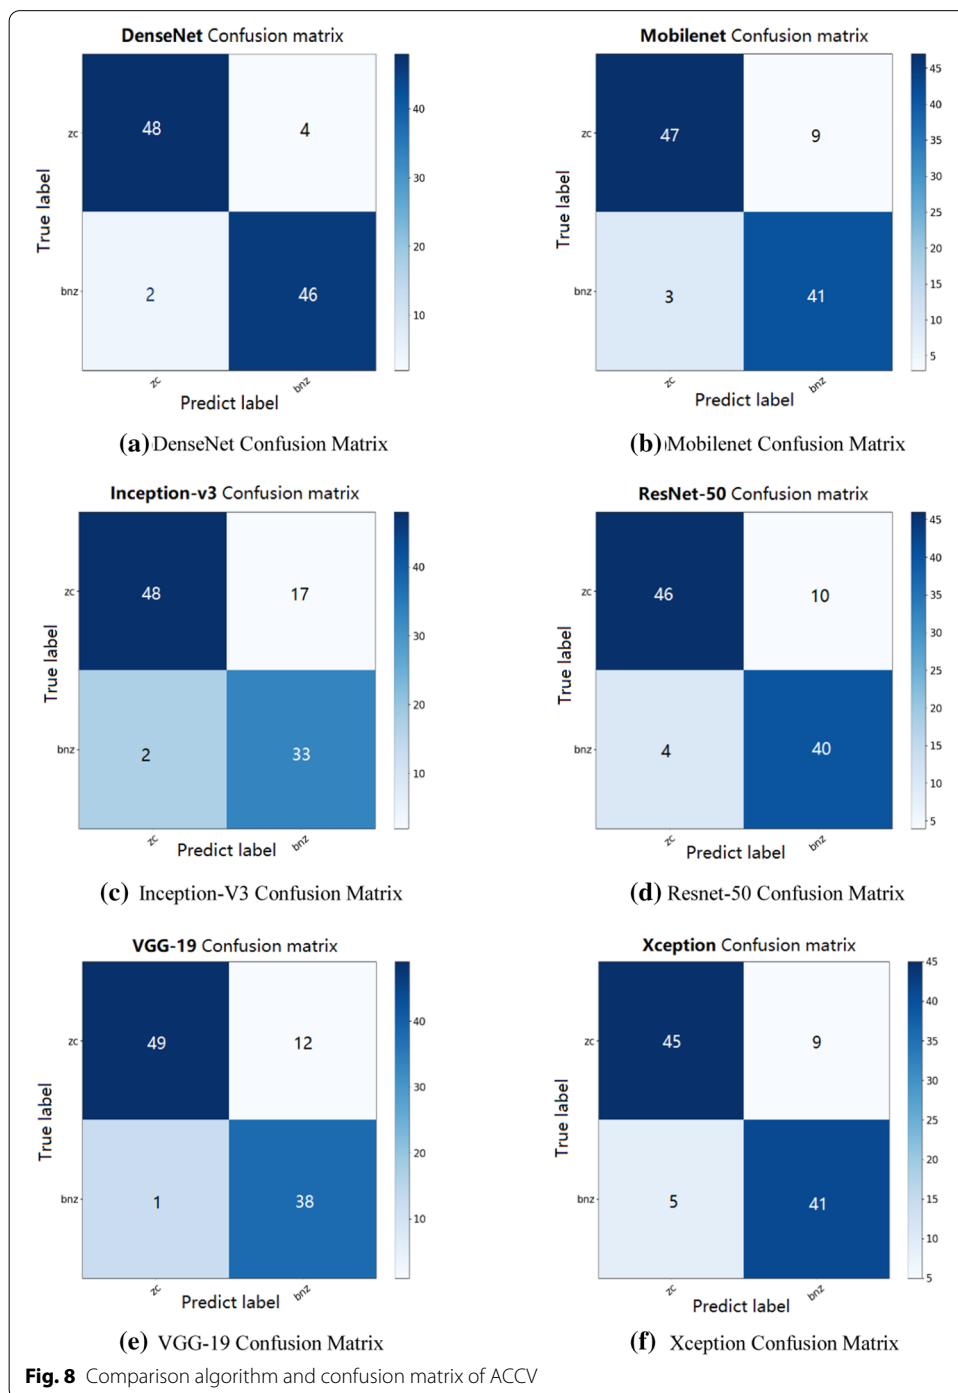 DenseNet Confusion matrix
True label
zc
48
4
bnz
2
46
zc
bnz
Predict label
40
30
20
10
(a) DenseNet Confusion Matrix
Mobilenet Confusion matrix
True label
zc
47
9
bnz
3
41
zc
bnz
Predict label
45
40
35
30
25
20
15
10
5
(b) Mobilenet Confusion Matrix
Inception-v3 Confusion matrix
True label
zc
48
17
bnz
2
33
zc
bnz
Predict label
40
30
20
10
(c) Inception-V3 Confusion Matrix
ResNet-50 Confusion matrix
True label
zc
46
10
bnz
4
40
zc
bnz
Predict label
45
40
35
30
25
20
15
10
5
(d) Resnet-50 Confusion Matrix
VGG-19 Confusion matrix
True label
zc
49
12
bnz
1
38
zc
bnz
Predict label
40
30
20
10
(e) VGG-19 Confusion Matrix
Xception Confusion matrix
True label
zc
45
9
bnz
5
41
zc
bnz
Predict label
45
40
35
30
25
20
15
10
5
(f) Xception Confusion Matrix
Fig. 8 Comparison algorithm and confusion matrix of ACCV